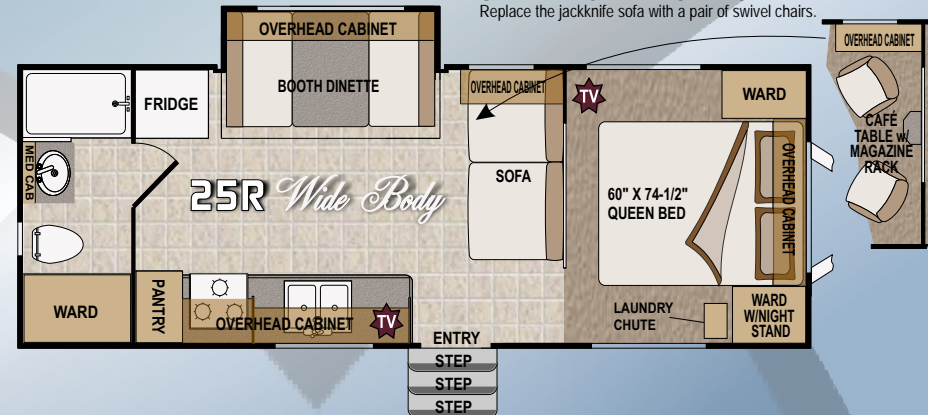 Replace the jackknife sofa with a pair of swivel chairs.
OVERHEAD CABINET
BOOTH DINETTE
FRIDGE
MED CAB
WARD
PANTRY
OVERHEAD CABINET
TV
25R Wide Body
OVERHEAD CABINET
SOFA
ENTRY
STEP
STEP
STEP
TV
WARD
60" X 74-1/2"
QUEEN BED
OVERHEAD CABINET
LAUNDRY
CHUTE
WARD
W/NIGHT
STAND
OVERHEAD CABINET
CAFÉ
TABLE w/
MAGAZINE
RACK